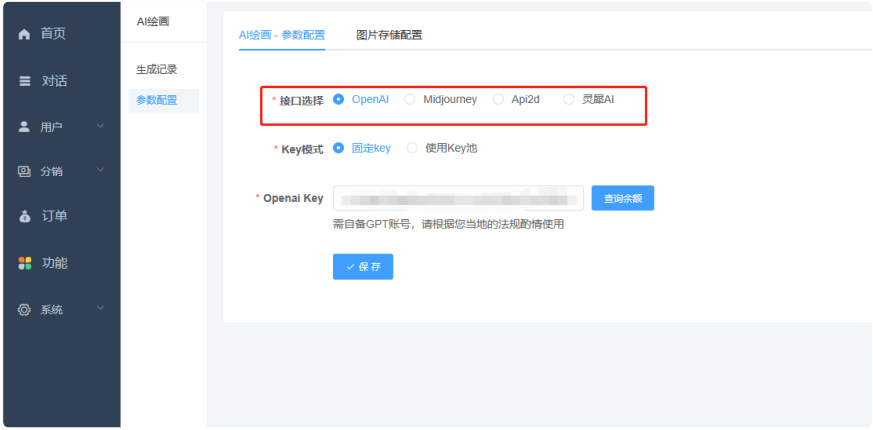 首页
对话
用户
分销
订单
功能
系统
AI绘画
生成记录
参数配置
AI绘画 - 参数配置 图片存储配置
* 接口选择 OpenAI Midjourney Api2d 灵犀AI
* Key模式 固定key 使用Key池
* Openai Key 查询余额
需自备GPT账号，请根据您当地的法规酌情使用
保存